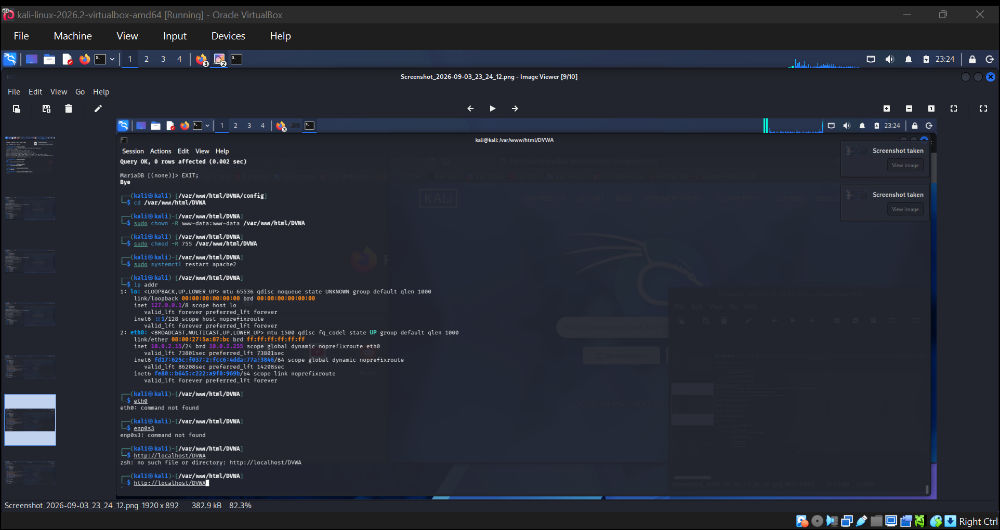 kali-linux-2026.2-virtualbox-amd64 [Running] - Oracle VirtualBox
File Machine View Input Devices Help
1 2 3 4 3 2 23:24
Screenshot_2026-09-03_23_24_12.png - Image Viewer [9/10]
File Edit View Go Help
1 2 3 4 3 23:24
kali@kali: /var/www/html/DVWA
Session Actions Edit View Help
Screenshot taken
View image
Screenshot taken
View image
Query OK, 0 rows affected (0.002 sec)
MariaDB [(none)]> EXIT;
Bye
┌──(kali㉿kali)-[/var/www/html/DVWA/config]
└─$ cd /var/www/html/DVWA
┌──(kali㉿kali)-[/var/www/html/DVWA]
└─$ sudo chown -R www-data:www-data /var/www/html/DVWA
┌──(kali㉿kali)-[/var/www/html/DVWA]
└─$ sudo chmod -R 755 /var/www/html/DVWA
┌──(kali㉿kali)-[/var/www/html/DVWA]
└─$ sudo systemctl restart apache2
┌──(kali㉿kali)-[/var/www/html/DVWA]
└─$ ip addr
1: lo: <LOOPBACK,UP,LOWER_UP> mtu 65536 qdisc noqueue state UNKNOWN group default qlen 1000
link/loopback 00:00:00:00:00:00 brd 00:00:00:00:00:00
inet 127.0.0.1/8 scope host lo
valid_lft forever preferred_lft forever
inet6 ::1/128 scope host noprefixroute
valid_lft forever preferred_lft forever
2: eth0: <BROADCAST,MULTICAST,UP,LOWER_UP> mtu 1500 qdisc fq_codel state UP group default qlen 1000
link/ether 08:00:27:5a:87:bc brd ff:ff:ff:ff:ff:ff
inet 10.0.2.15/24 brd 10.0.2.255 scope global dynamic noprefixroute eth0
valid_lft 73801sec preferred_lft 73801sec
inet6 fd17:625c:f037:2:fcc6:4dda:77a:3846/64 scope global dynamic noprefixroute
valid_lft 86208sec preferred_lft 14208sec
inet6 fe80::b645:c222:a9f8:969b/64 scope link noprefixroute
valid_lft forever preferred_lft forever
┌──(kali㉿kali)-[/var/www/html/DVWA]
└─$ eth0
eth0: command not found
┌──(kali㉿kali)-[/var/www/html/DVWA]
└─$ enp0s3
enp0s3: command not found
┌──(kali㉿kali)-[/var/www/html/DVWA]
└─$ http://localhost/DVWA
zsh: no such file or directory: http://localhost/DVWA
┌──(kali㉿kali)-[/var/www/html/DVWA]
└─$ http://localhost/DVWA
KALI
Screenshot_2026-09-03_23_24_12.png 1920 x 892 382.9 kB 82.3%
Right Ctrl